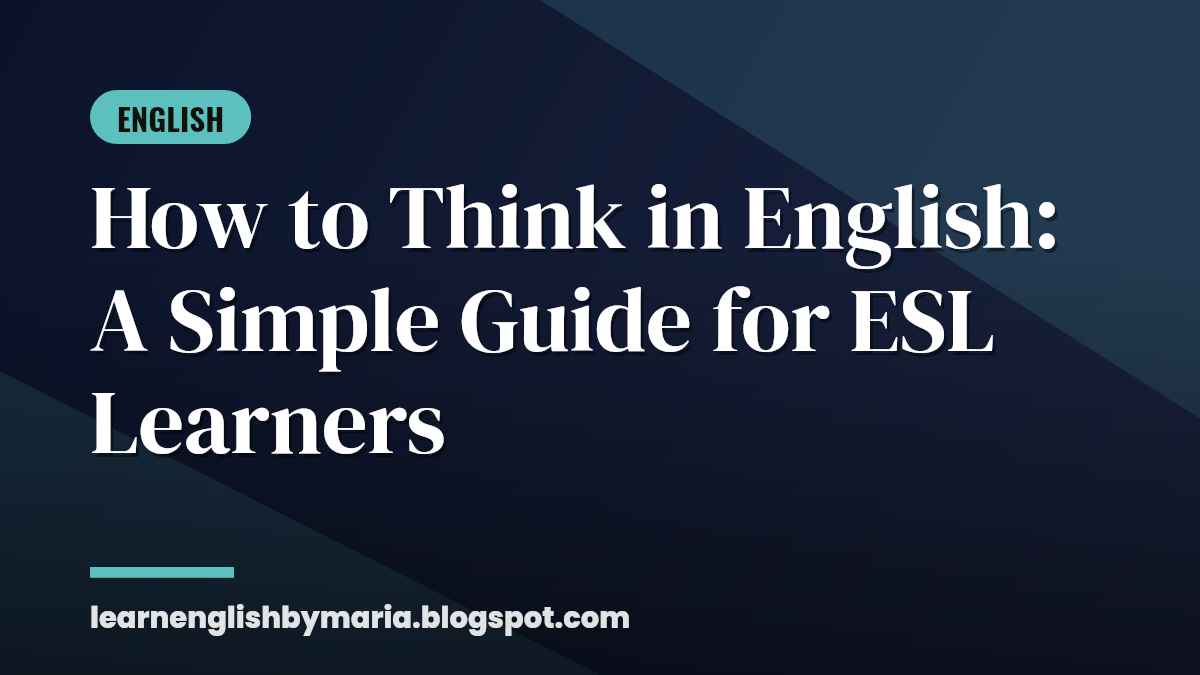 ENGLISH
How to Think in English:
A Simple Guide for ESL
Learners
learnenglishbymaria.blogspot.com